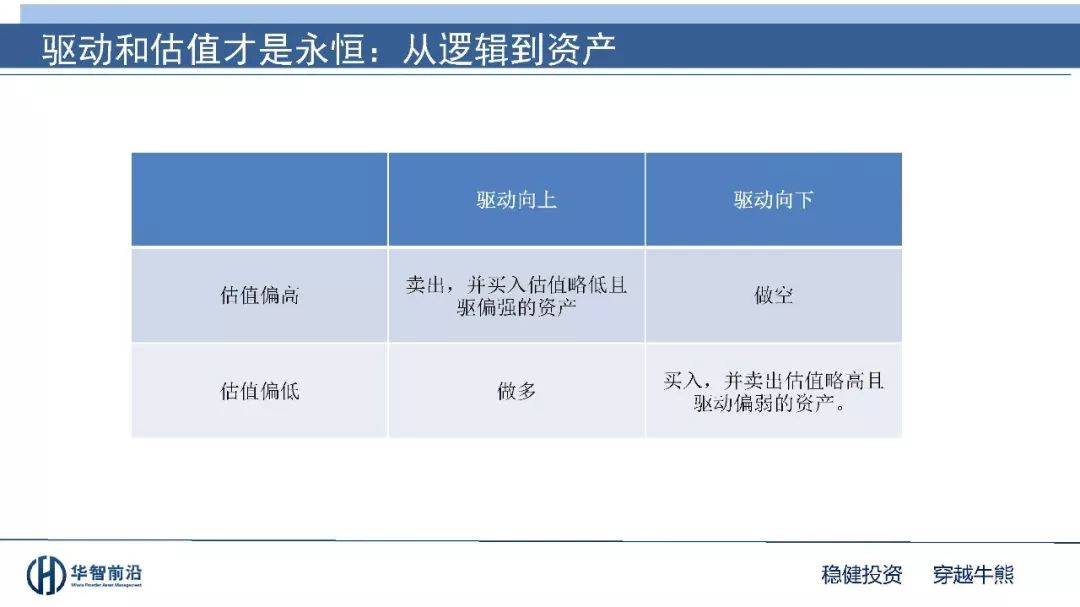 驱动和估值才是永恒：从逻辑到资产
驱动向上
驱动向下
估值偏高
卖出，并买入估值略低且
驱偏强的资产
做空
估值偏低
做多
买入，并卖出估值略高且
驱动偏弱的资产。
华智前沿
稳健投资 穿越牛熊